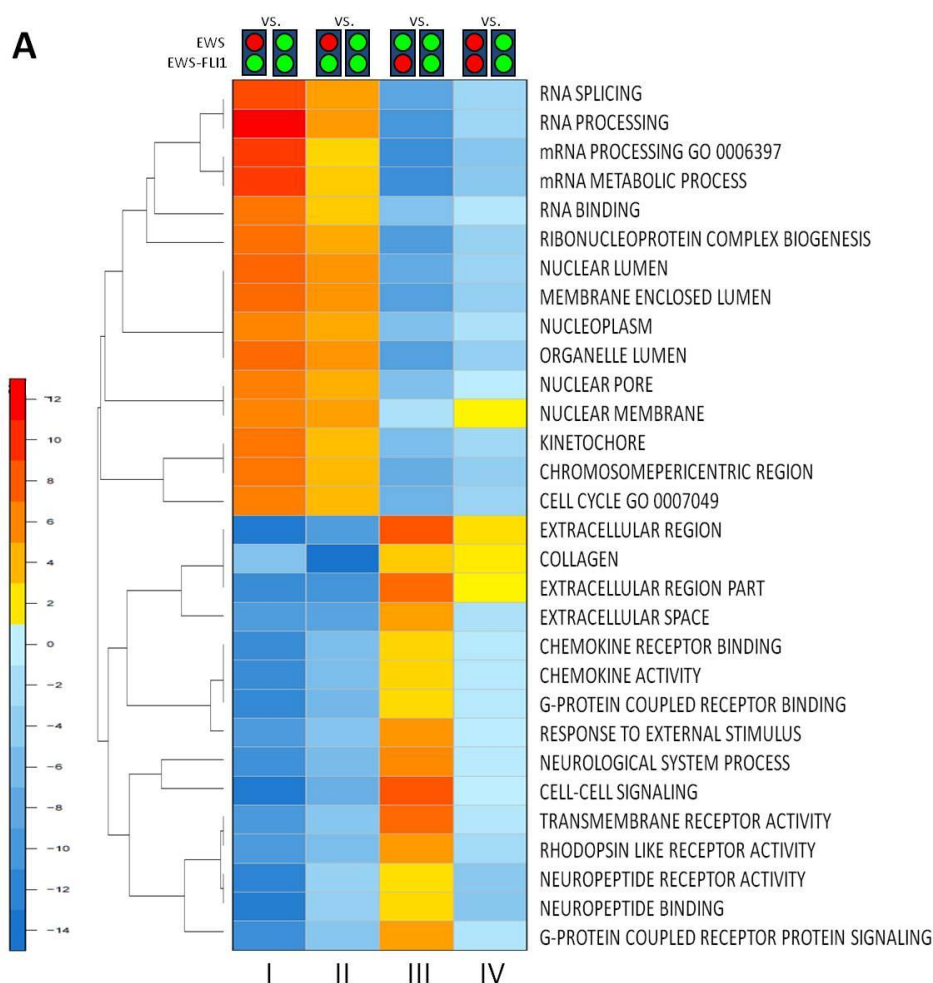 A
vs. vs. vs. vs.
EWS
EWS-FLI1
RNA SPLICING
RNA PROCESSING
mRNA PROCESSING GO 0006397
mRNA METABOLIC PROCESS
RNA BINDING
RIBONUCLEOPROTEIN COMPLEX BIOGENESIS
NUCLEAR LUMEN
MEMBRANE ENCLOSED LUMEN
NUCLEOPLASM
ORGANELLE LUMEN
NUCLEAR PORE
NUCLEAR MEMBRANE
KINETOCHORE
CHROMOSOMEPERICENTRIC REGION
CELL CYCLE GO 0007049
EXTRACELLULAR REGION
COLLAGEN
EXTRACELLULAR REGION PART
EXTRACELLULAR SPACE
CHEMOKINE RECEPTOR BINDING
CHEMOKINE ACTIVITY
G-PROTEIN COUPLED RECEPTOR BINDING
RESPONSE TO EXTERNAL STIMULUS
NEUROLOGICAL SYSTEM PROCESS
CELL-CELL SIGNALING
TRANSMEMBRANE RECEPTOR ACTIVITY
RHODOPSIN LIKE RECEPTOR ACTIVITY
NEUROPEPTIDE RECEPTOR ACTIVITY
NEUROPEPTIDE BINDING
G-PROTEIN COUPLED RECEPTOR PROTEIN SIGNALING
12
10
8
6
4
2
0
-2
-4
-6
-8
-10
-12
-14
I II III IV